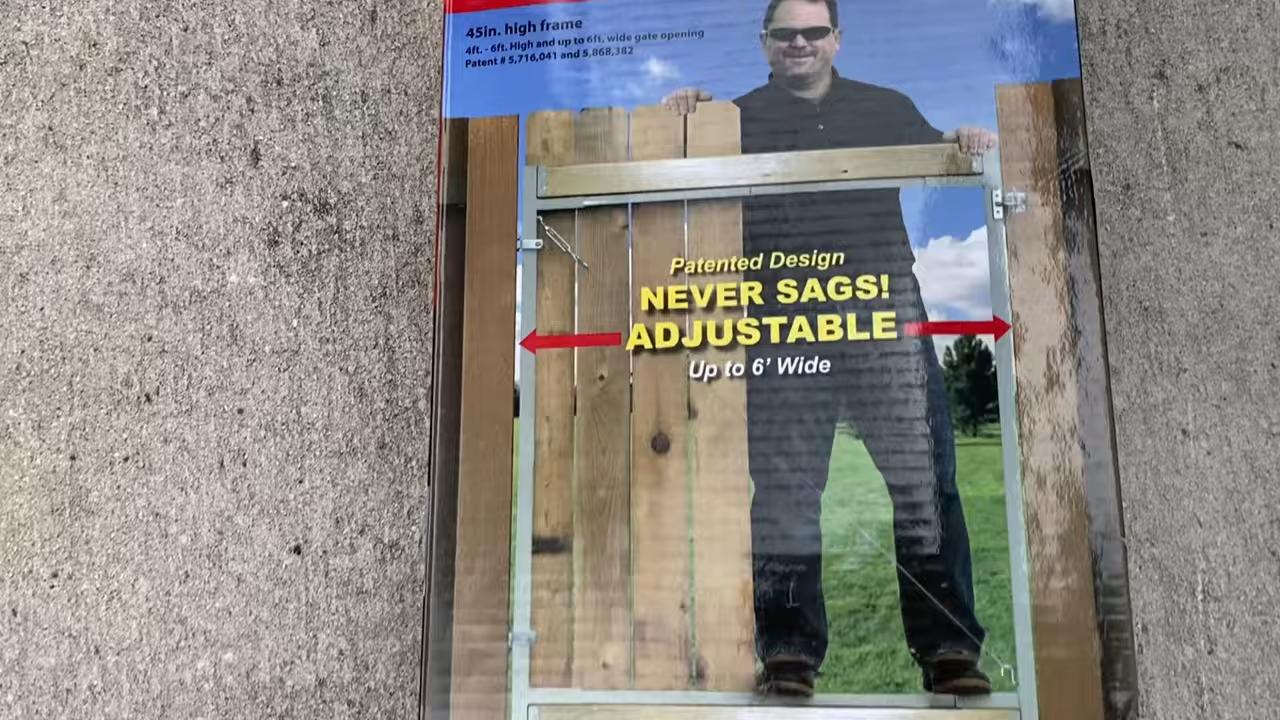 45in. high frame
4ft. - 6ft. High and up to 6ft, wide gate opening
Patent # 5,716,041 and 5,868,382
Patented Design
NEVER SAGS!
ADJUSTABLE
Up to 6' Wide